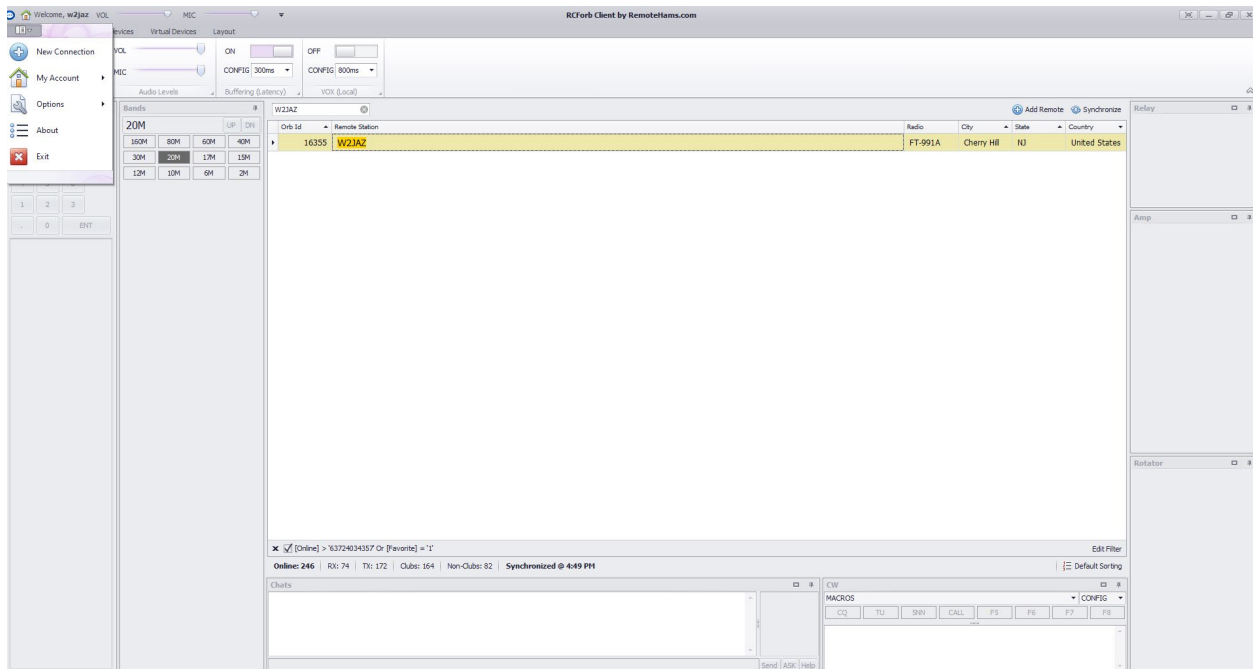 Welcome, w2jaz VOL MIC RCForb Client by RemoteHams.com
evices Virtual Devices Layout
New Connection
My Account
Options
About
Exit
VOL
MIC
Audio Levels
ON
CONFIG 300ms
Buffering (Latency)
OFF
CONFIG 800ms
VOX (Local)
Bands
20M UP DN
160M 80M 60M 40M
30M 20M 17M 15M
12M 10M 6M 2M
1 2 3
. 0 ENT
W2JAZ Add Remote Synchronize
Orb Id Remote Station Radio City State Country
16355 W2JAZ FT-991A Cherry Hill NJ United States
[Online] > '63724034357' Or [Favorite] = '1' Edit Filter
Online: 246 RX: 74 TX: 172 Clubs: 164 Non-Clubs: 82 Synchronized @ 4:49 PM Default Sorting
Relay
Amp
Rotator
Chats
Send ASK Help
CW
MACROS CONFIG
CQ TU 5NN CALL F5 F6 F7 F8